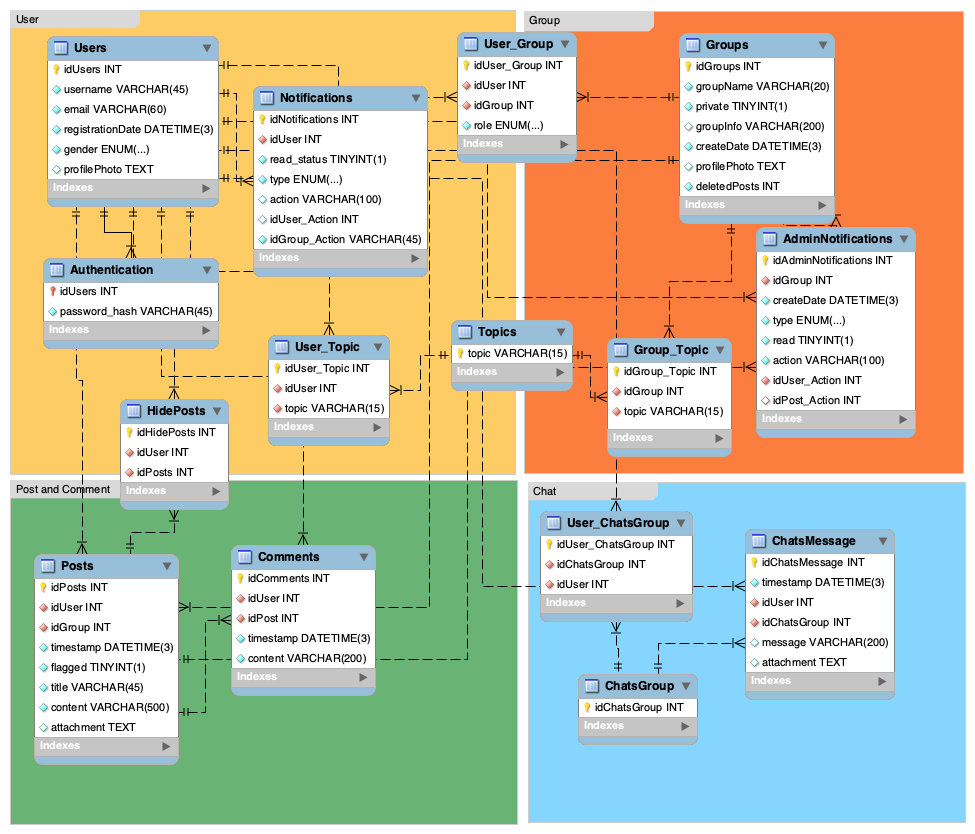 User
Users
idUsers INT
username VARCHAR(45)
email VARCHAR(60)
registrationDate DATETIME(3)
gender ENUM(...)
profilePhoto TEXT
Indexes
Notifications
idNotifications INT
idUser INT
read_status TINYINT(1)
type ENUM(...)
action VARCHAR(100)
idUser_Action INT
idGroup_Action VARCHAR(45)
Indexes
Authentication
idUsers INT
password_hash VARCHAR(45)
Indexes
User_Topic
idUser_Topic INT
idUser INT
topic VARCHAR(15)
Indexes
HidePosts
idHidePosts INT
idUser INT
idPosts INT
Indexes
User_Group
idUser_Group INT
idUser INT
idGroup INT
role ENUM(...)
Indexes
Topics
topic VARCHAR(15)
Indexes
Group
Groups
idGroups INT
groupName VARCHAR(20)
private TINYINT(1)
groupInfo VARCHAR(200)
createDate DATETIME(3)
profilePhoto TEXT
deletedPosts INT
Indexes
AdminNotifications
idAdminNotifications INT
idGroup INT
createDate DATETIME(3)
type ENUM(...)
read TINYINT(1)
action VARCHAR(100)
idUser_Action INT
idPost_Action INT
Indexes
Group_Topic
idGroup_Topic INT
idGroup INT
topic VARCHAR(15)
Indexes
Post and Comment
Posts
idPosts INT
idUser INT
idGroup INT
timestamp DATETIME(3)
flagged TINYINT(1)
title VARCHAR(45)
content VARCHAR(500)
attachment TEXT
Indexes
Comments
idComments INT
idUser INT
idPost INT
timestamp DATETIME(3)
content VARCHAR(200)
Indexes
Chat
User_ChatsGroup
idUser_ChatsGroup INT
idChatsGroup INT
idUser INT
Indexes
ChatsMessage
idChatsMessage INT
timestamp DATETIME(3)
idUser INT
idChatsGroup INT
message VARCHAR(200)
attachment TEXT
Indexes
ChatsGroup
idChatsGroup INT
Indexes